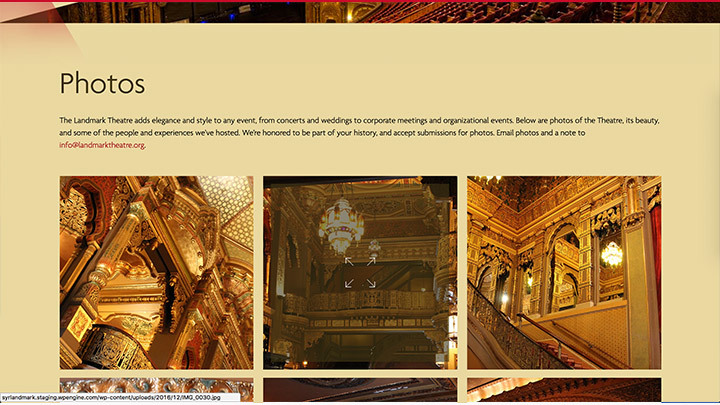 Photos
The Landmark Theatre adds elegance and style to any event, from concerts and weddings to corporate meetings and organizational events. Below are photos of the Theatre, its beauty,
and some of the people and experiences we've hosted. We're honored to be part of your history, and accept submissions for photos. Email photos and a note to
info@landmarktheatre.org.
syrlandmark.staging.wpengine.com/wp-content/uploads/2016/12/IMG_0030.jpg